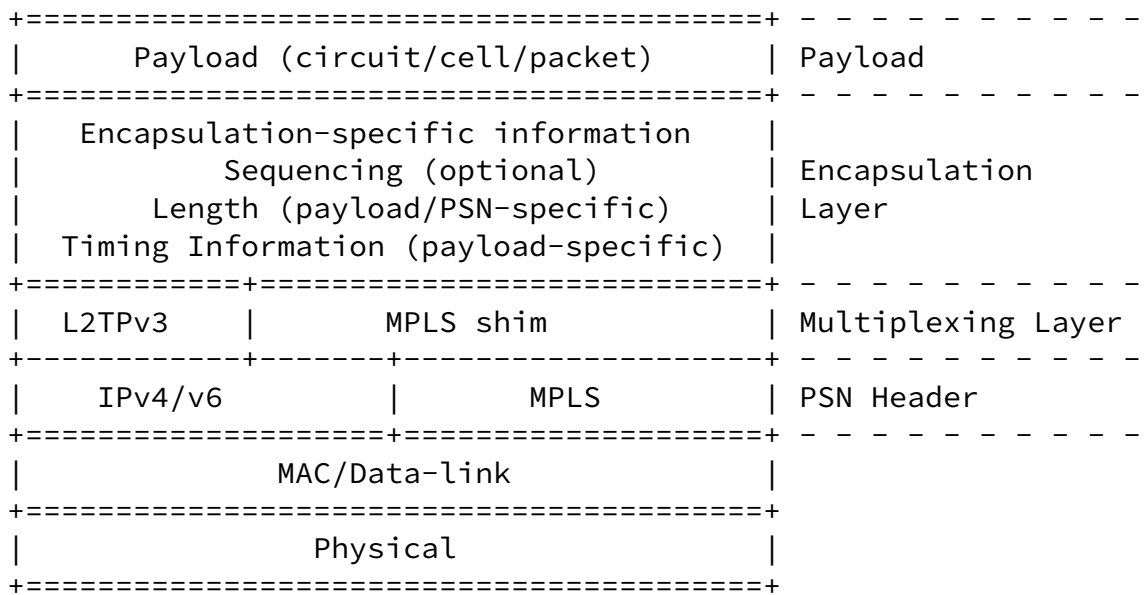 +=========================================+ - - - - - - - - - -
|      Payload (circuit/cell/packet)      | Payload
+=========================================+ - - - - - - - - - -
|   Encapsulation-specific information    |
|           Sequencing (optional)         | Encapsulation
|       Length (payload/PSN-specific)     | Layer
|  Timing Information (payload-specific)  |
+============+============================+ - - - - - - - - - -
|  L2TPv3    |       MPLS shim            | Multiplexing Layer
+------------+-------+--------------------+ - - - - - - - - - -
|    IPv4/v6         |       MPLS         | PSN Header
+====================+====================+ - - - - - - - - - -
|              MAC/Data-link              |
+=========================================+
|                Physical                 |
+=========================================+